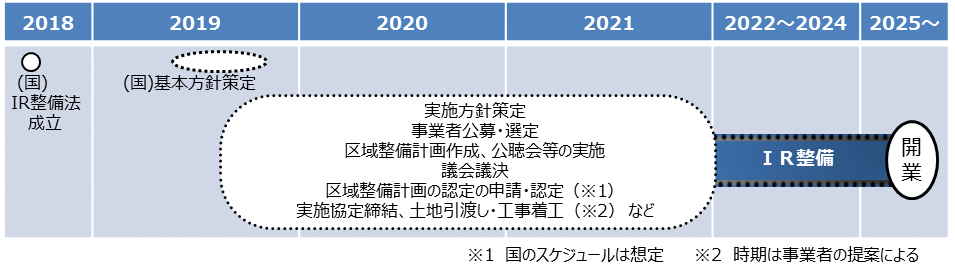 2018 2019 2020 2021 2022～2024 2025～
(国)
IR整備法
成立
(国)基本方針策定
実施方針策定
事業者公募・選定
区域整備計画作成、公聴会等の実施
議会議決
区域整備計画の認定の申請・認定（※1）
実施協定締結、土地引渡し・工事着工（※2）など
ＩＲ整備
開
業
※1 国のスケジュールは想定 ※2 時期は事業者の提案による